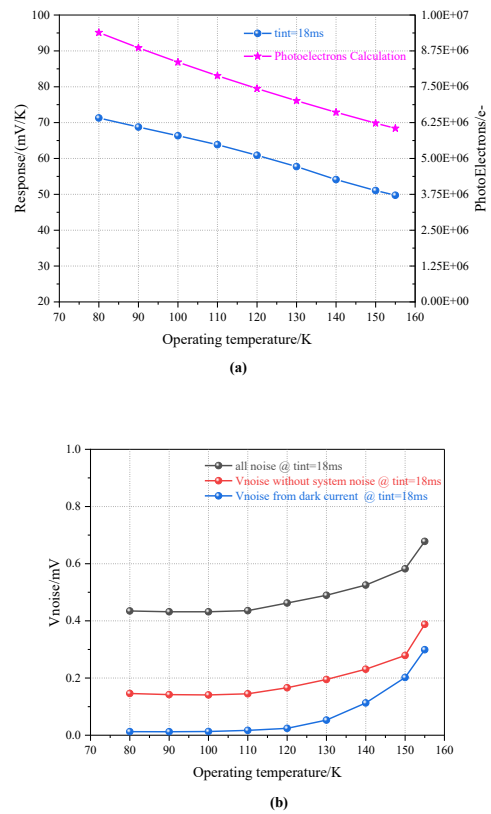 100
90
80
70
60
50
40
30
20
Response/(mV/K)
tint=18ms
Photoelectrons Calculation
1.00E+07
8.75E+06
7.50E+06
6.25E+06
5.00E+06
3.75E+06
2.50E+06
1.25E+06
0.00E+00
PhotoElectrons/e-
70 80 90 100 110 120 130 140 150 160
Operating temperature/K
(a)
1.0
0.8
0.6
0.4
0.2
0.0
Vnoise/mV
all noise @ tint=18ms
Vnoise without system noise @ tint=18ms
Vnoise from dark current @ tint=18ms
70 80 90 100 110 120 130 140 150 160
Operating temperature/K
(b)